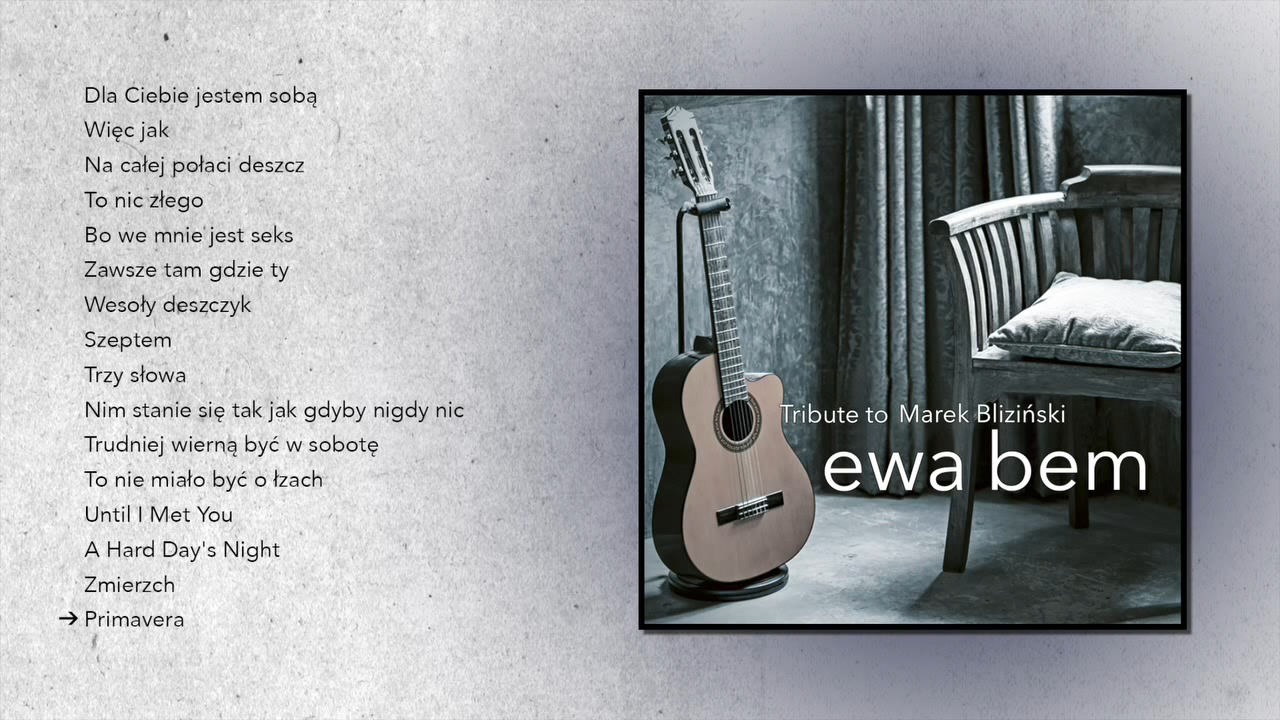 Dla Ciebie jestem sobą
Więc jak
Na całej połaci deszcz
To nic złego
Bo we mnie jest seks
Zawsze tam gdzie ty
Wesoły deszczyk
Szeptem
Trzy słowa
Nim stanie się tak jak gdyby nigdy nic
Trudniej wierną być w sobotę
To nie miało być o łzach
Until I Met You
A Hard Day's Night
Zmierzch
➔ Primavera
Tribute to Marek Bliziński
ewa bem